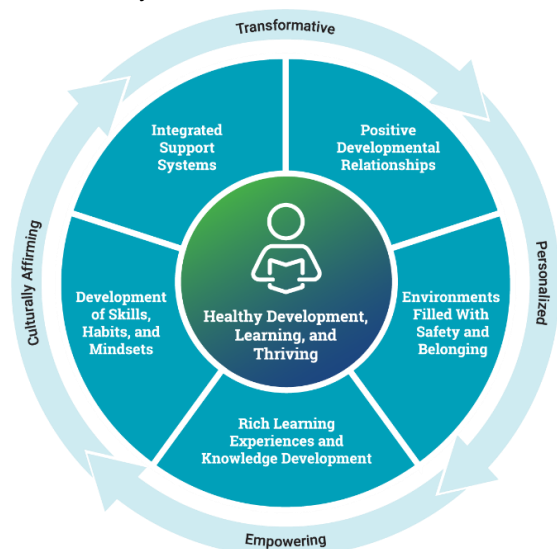 Transformative
Integrated
Support
Systems
Positive
Developmental
Relationships
Culturally Affirming
Personalized
Development
of Skills,
Habits, and
Mindsets
Healthy Development,
Learning, and
Thriving
Environments
Filled With
Safety and
Belonging
Rich Learning
Experiences and
Knowledge Development
Empowering